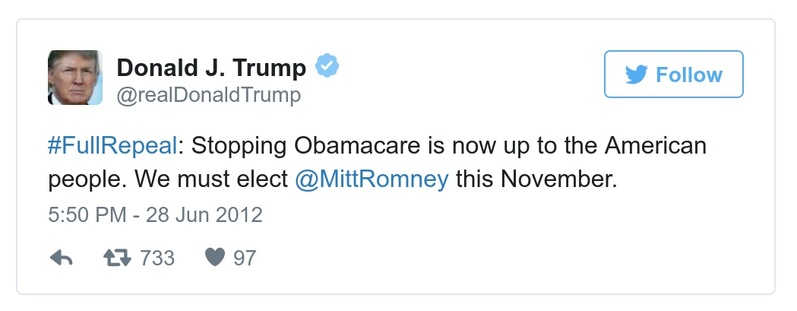 Donald J. Trump
@realDonaldTrump
Follow
#FullRepeal: Stopping Obamacare is now up to the American
people. We must elect @MittRomney this November.
5:50 PM - 28 Jun 2012
733 97